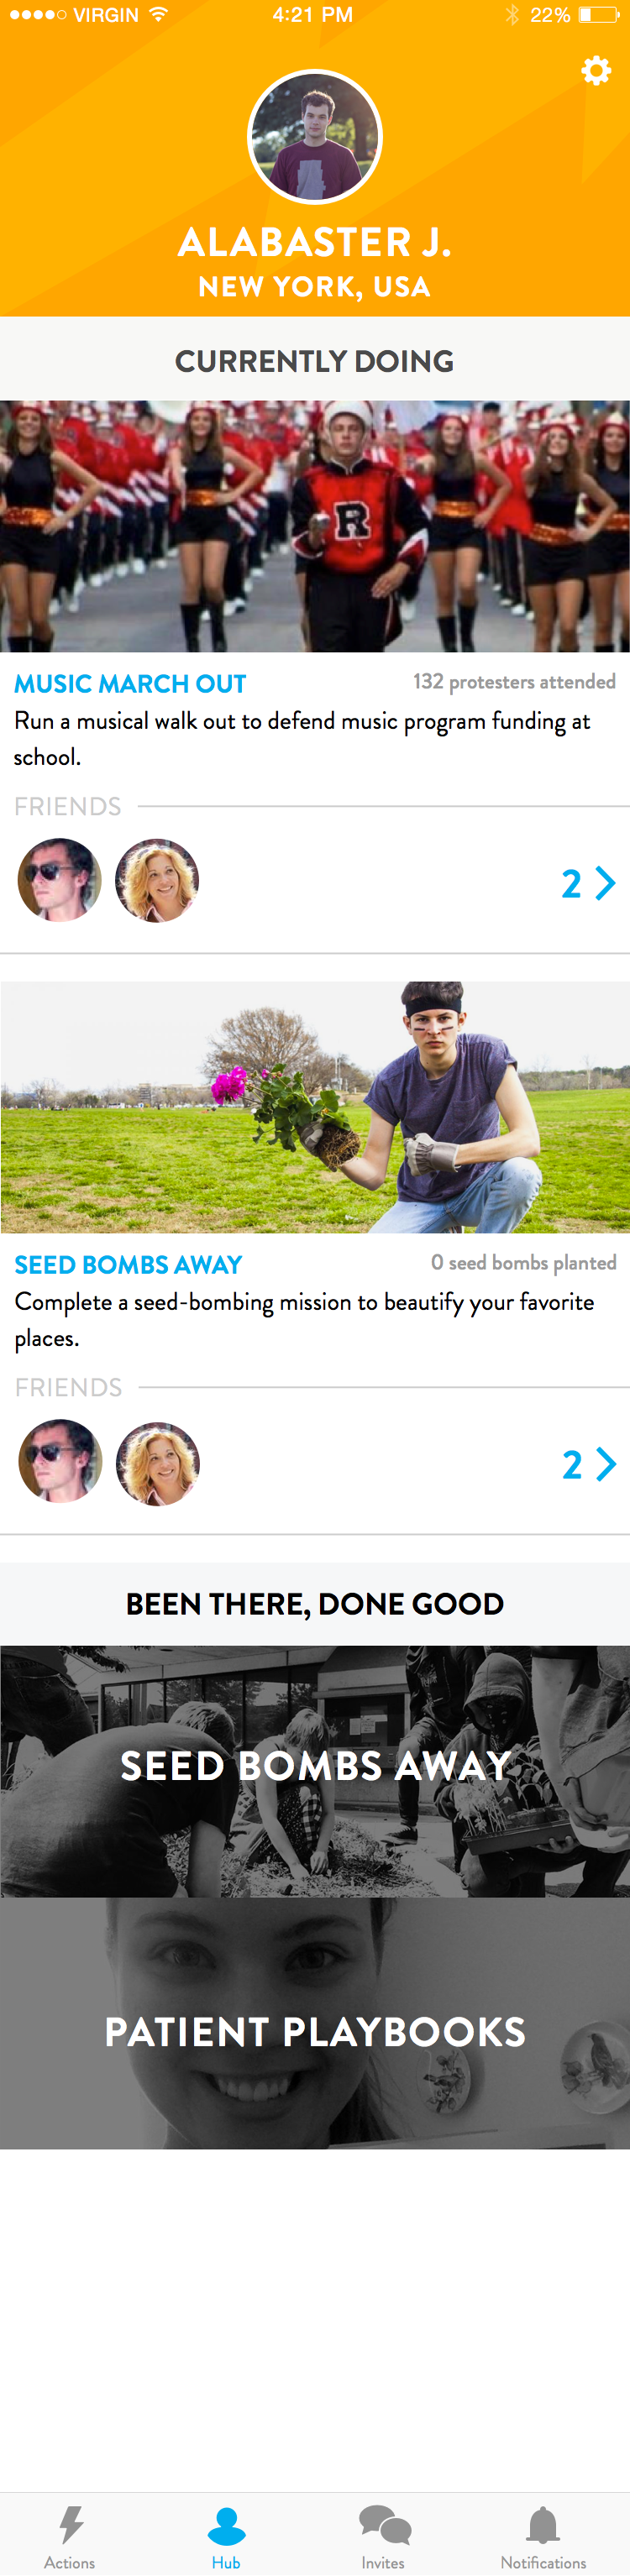 VIRGIN 4:21 PM 22%
ALABASTER J.
NEW YORK, USA
CURRENTLY DOING
R
MUSIC MARCH OUT 132 protesters attended
Run a musical walk out to defend music program funding at
school.
FRIENDS
2
SEED BOMBS AWAY 0 seed bombs planted
Complete a seed-bombing mission to beautify your favorite
places.
FRIENDS
2
BEEN THERE, DONE GOOD
SEED BOMBS AWAY
PATIENT PLAYBOOKS
Actions Hub Invites Notifications